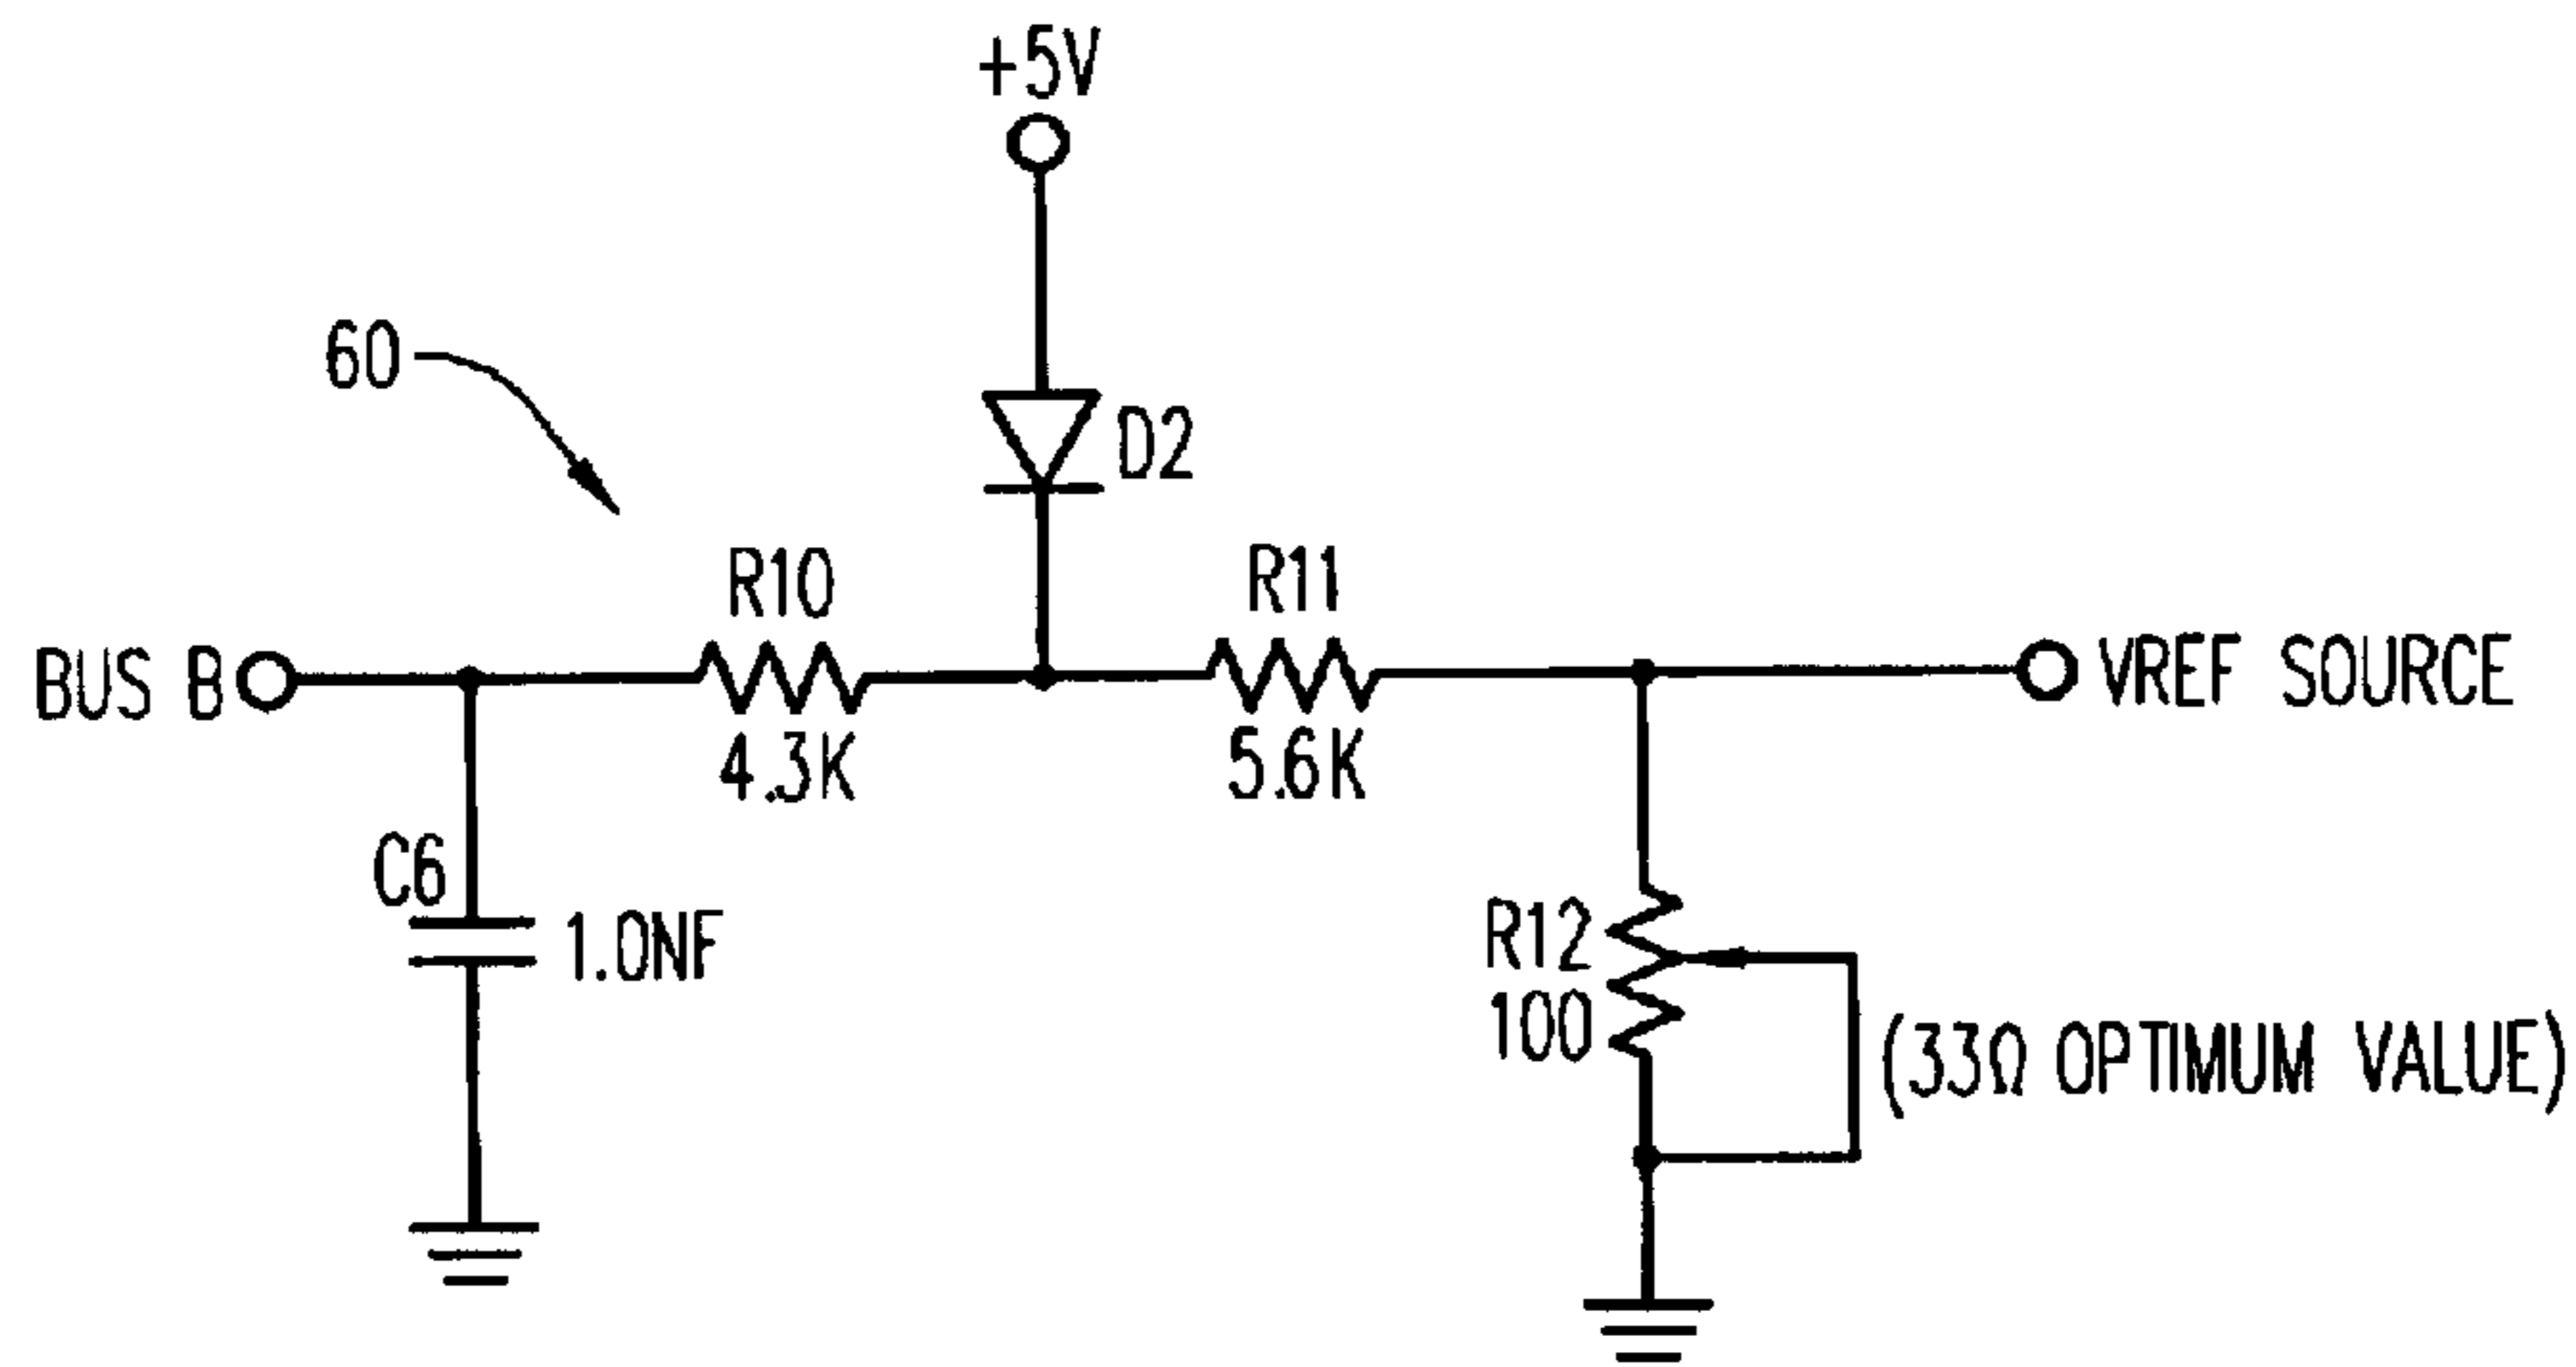 +5V
60
D2
R10
R11
BUS B
VREF SOURCE
4.3K
5.6K
C6
1.0NF
R12
100
(33Ω OPTIMUM VALUE)